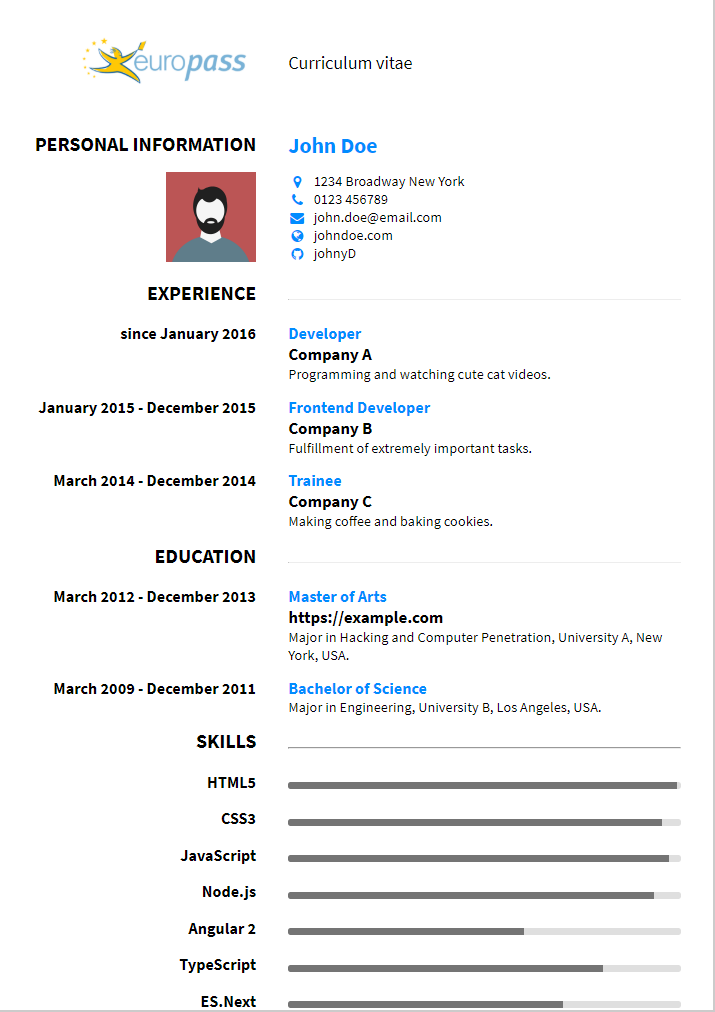 europass
Curriculum vitae
PERSONAL INFORMATION
John Doe
1234 Broadway New York
0123 456789
john.doe@email.com
johndoe.com
johnyD
EXPERIENCE
since January 2016
Developer
Company A
Programming and watching cute cat videos.
January 2015 - December 2015
Frontend Developer
Company B
Fulfillment of extremely important tasks.
March 2014 - December 2014
Trainee
Company C
Making coffee and baking cookies.
EDUCATION
March 2012 - December 2013
Master of Arts
https://example.com
Major in Hacking and Computer Penetration, University A, New
York, USA.
March 2009 - December 2011
Bachelor of Science
Major in Engineering, University B, Los Angeles, USA.
SKILLS
HTML5
CSS3
JavaScript
Node.js
Angular 2
TypeScript
ES.Next